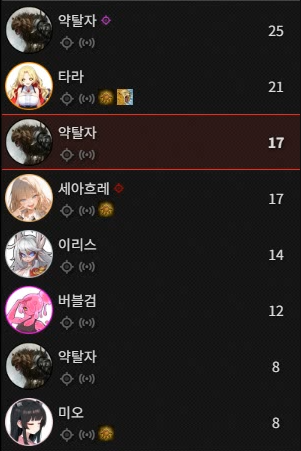 약탈자 25
타라 21
약탈자 17
세아흐레 17
이리스 14
버블검 12
약탈자 8
미오 8